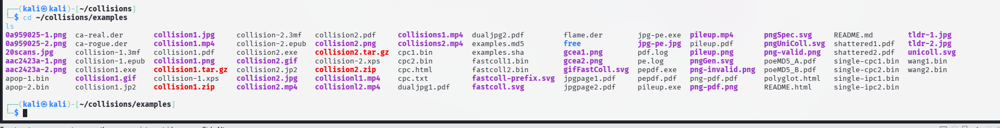 ┌──(kali㉿kali)-[~/collisions]
└─$ cd ~/collisions/examples
ls
0a959025-1.png ca-real.der collision1.jpg collision-2.3mf collision2.pdf collisions1.mp4 dualjpg2.pdf flame.der jpg-pe.exe pileup.mp4 pngSpec.svg README.md tldr-1.jpg
0a959025-2.png ca-rogue.der collision1.mp4 collision-2.epub collision2.png collisions2.mp4 examples.md5 free jpg-pe.jpg pileup.pdf pngUniColl.svg shattered1.pdf tldr-2.jpg
20scans.jpg collision-1.3mf collision1.pdf collision2.exe collision2.tar.gz cpc1.bin examples.sha gcea1.png pdf.log pileup.png png-valid.png shattered2.pdf unicoll.svg
aac2423a-1.png collision-1.epub collision1.png collision2.gif collision-2.xps cpc2.bin fastcoll1.bin gcea2.png pe.log pngGen.svg poeMD5_A.pdf single-cpc1.bin wang1.bin
aac2423a-2.png collision1.exe collision1.tar.gz collision2.jp2 collision2.zip cpc.html fastcoll2.bin gifFastColl.svg pepdf.exe png-invalid.png poeMD5_B.pdf single-cpc2.bin wang2.bin
apop-1.bin collision1.gif collision-1.xps collision2.jpg collisionl1.mp4 cpc.txt fastcoll-prefix.svg jpgpage1.pdf pepdf.pdf png-pdf.pdf polyglot.html single-ipc1.bin
apop-2.bin collision1.jp2 collision1.zip collision2.mp4 collisionl2.mp4 dualjpg1.pdf fastcoll.svg jpgpage2.pdf pileup.exe png-pdf.png README.html single-ipc2.bin
┌──(kali㉿kali)-[~/collisions/examples]
└─$